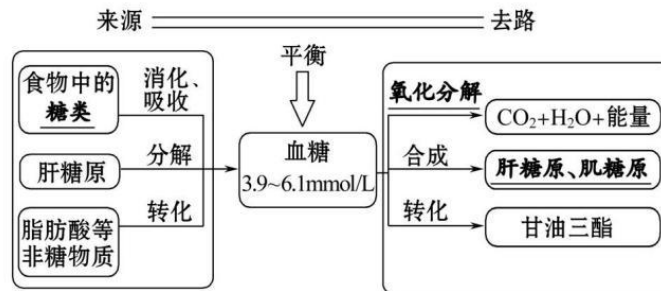 来源 去路
平衡
食物中的
糖类
消化、
吸收
肝糖原
分解
脂肪酸等
非糖物质
转化
血糖
3.9~6.1mmol/L
氧化分解
CO₂+H₂O+能量
合成
肝糖原、肌糖原
转化
甘油三酯